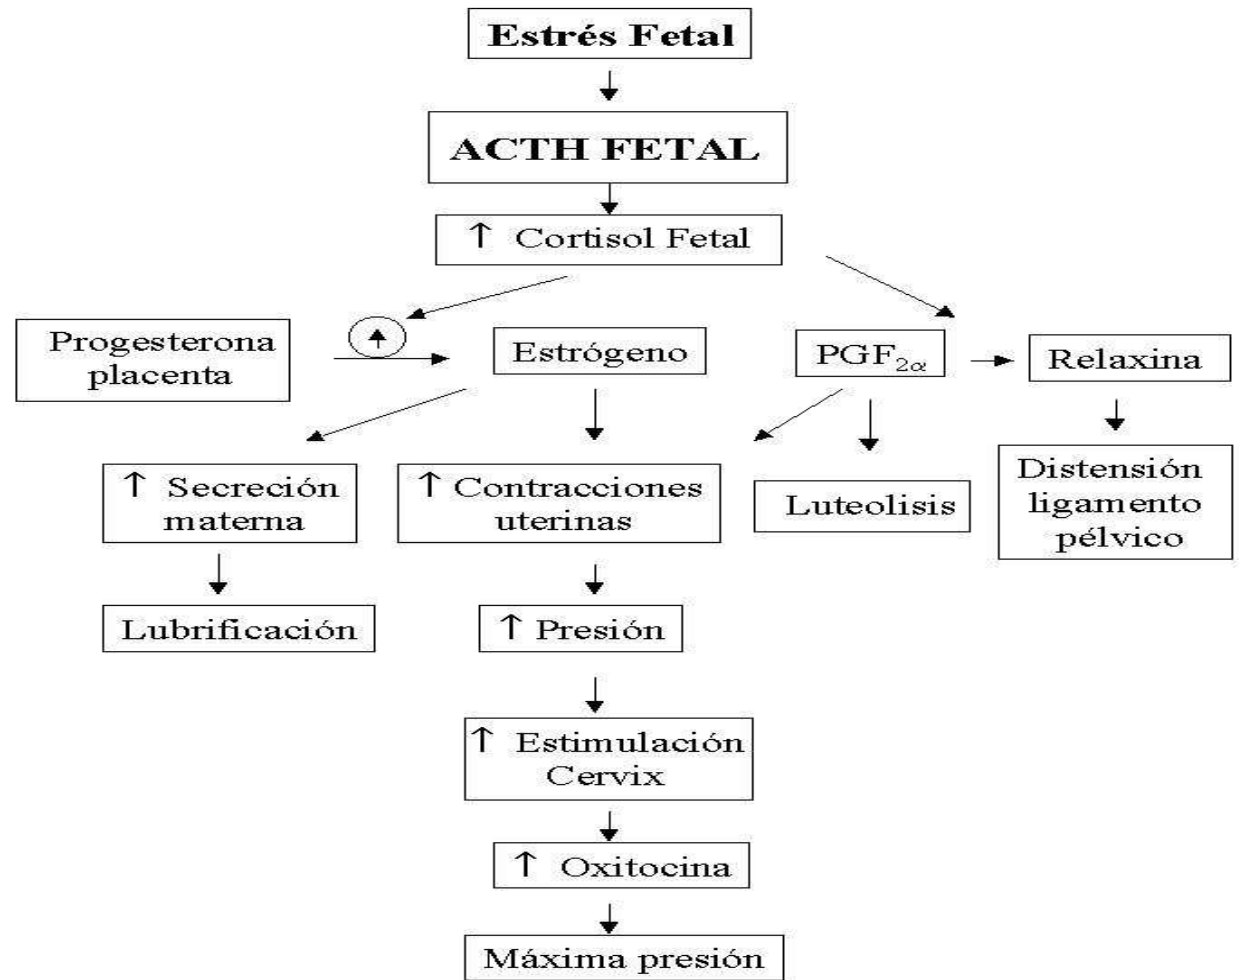 Estrés Fetal
ACTH FETAL
↑ Cortisol Fetal
Progesterona
placenta
↑
Estrógeno
PGF2α
Relaxina
↑ Secreción
materna
↑ Contracciones
uterinas
Luteolisis
Distensión
ligamento
pélvico
Lubrificación
↑ Presión
↑ Estimulación
Cervix
↑ Oxitocina
Máxima presión